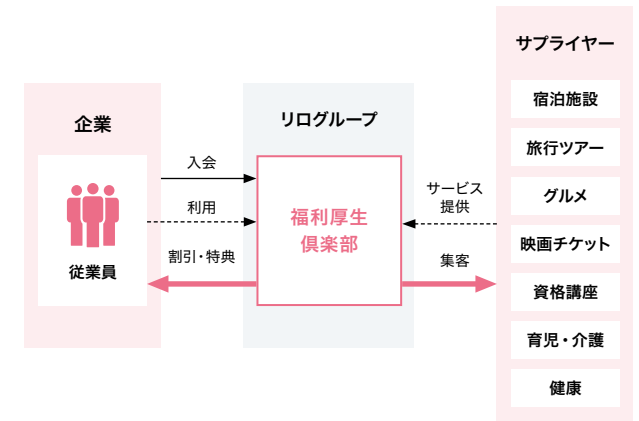 企業
従業員
入会
利用
割引・特典
リログループ
福利厚生
倶楽部
サービス
提供
集客
サプライヤー
宿泊施設
旅行ツアー
グルメ
映画チケット
資格講座
育児・介護
健康